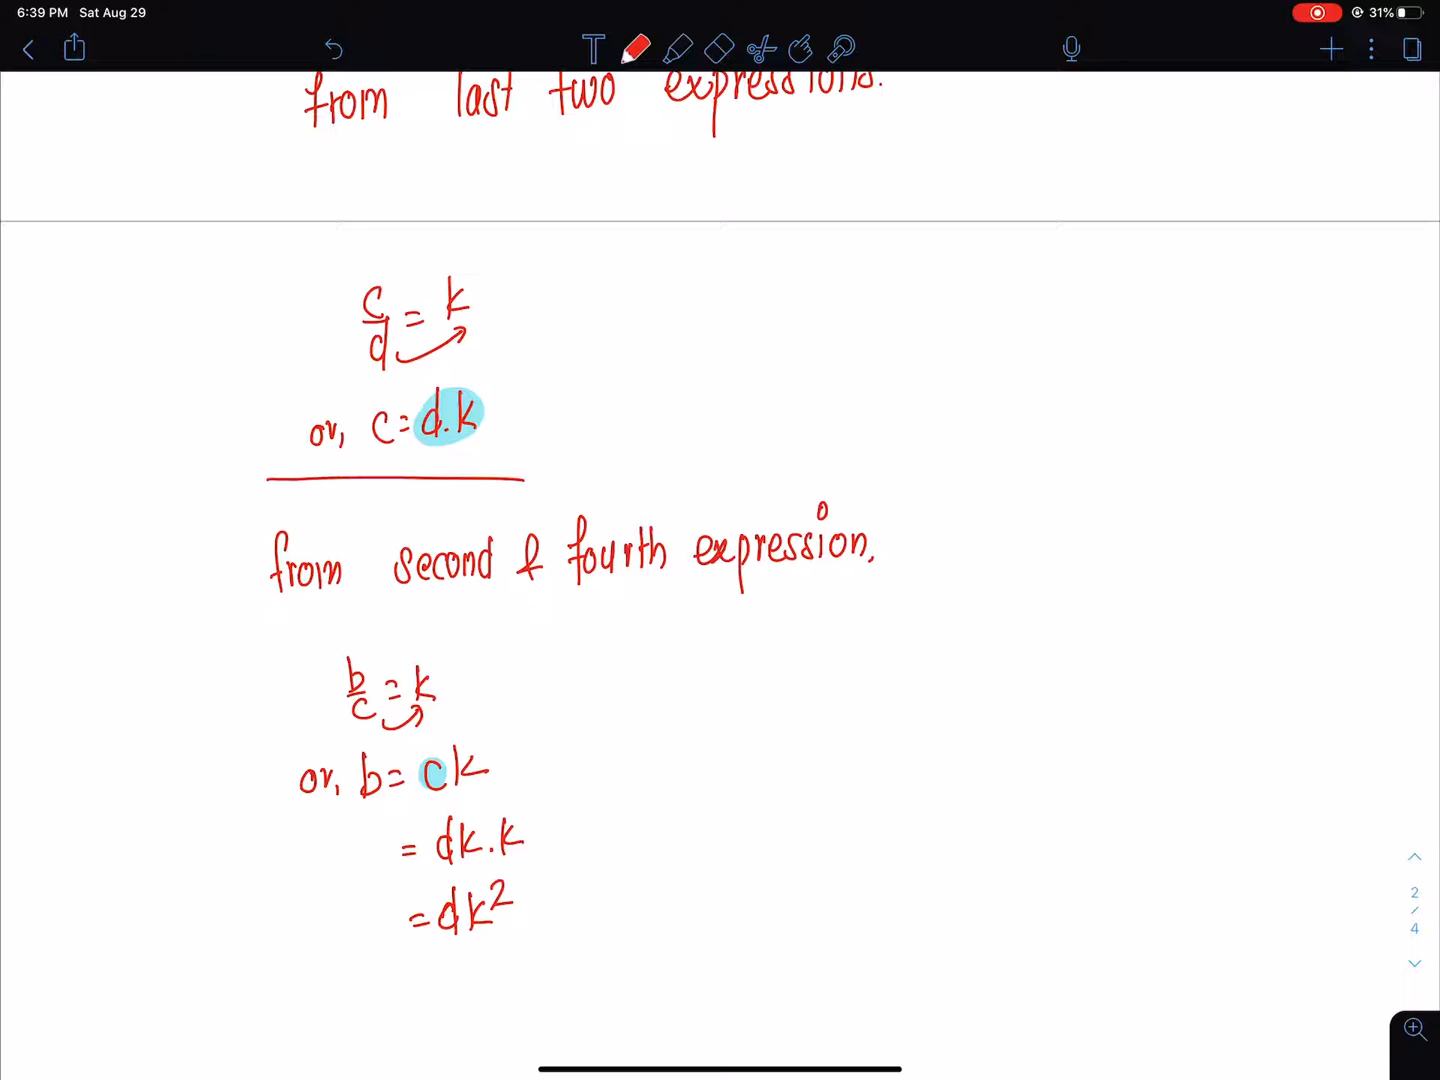 6:39 PM Sat Aug 29
31%
T
from last two expressions.
c/d = k
or, c = d.k
from second & fourth expression,
b/c = k
or, b = ck
= dk.k
= dk²
2
/
4